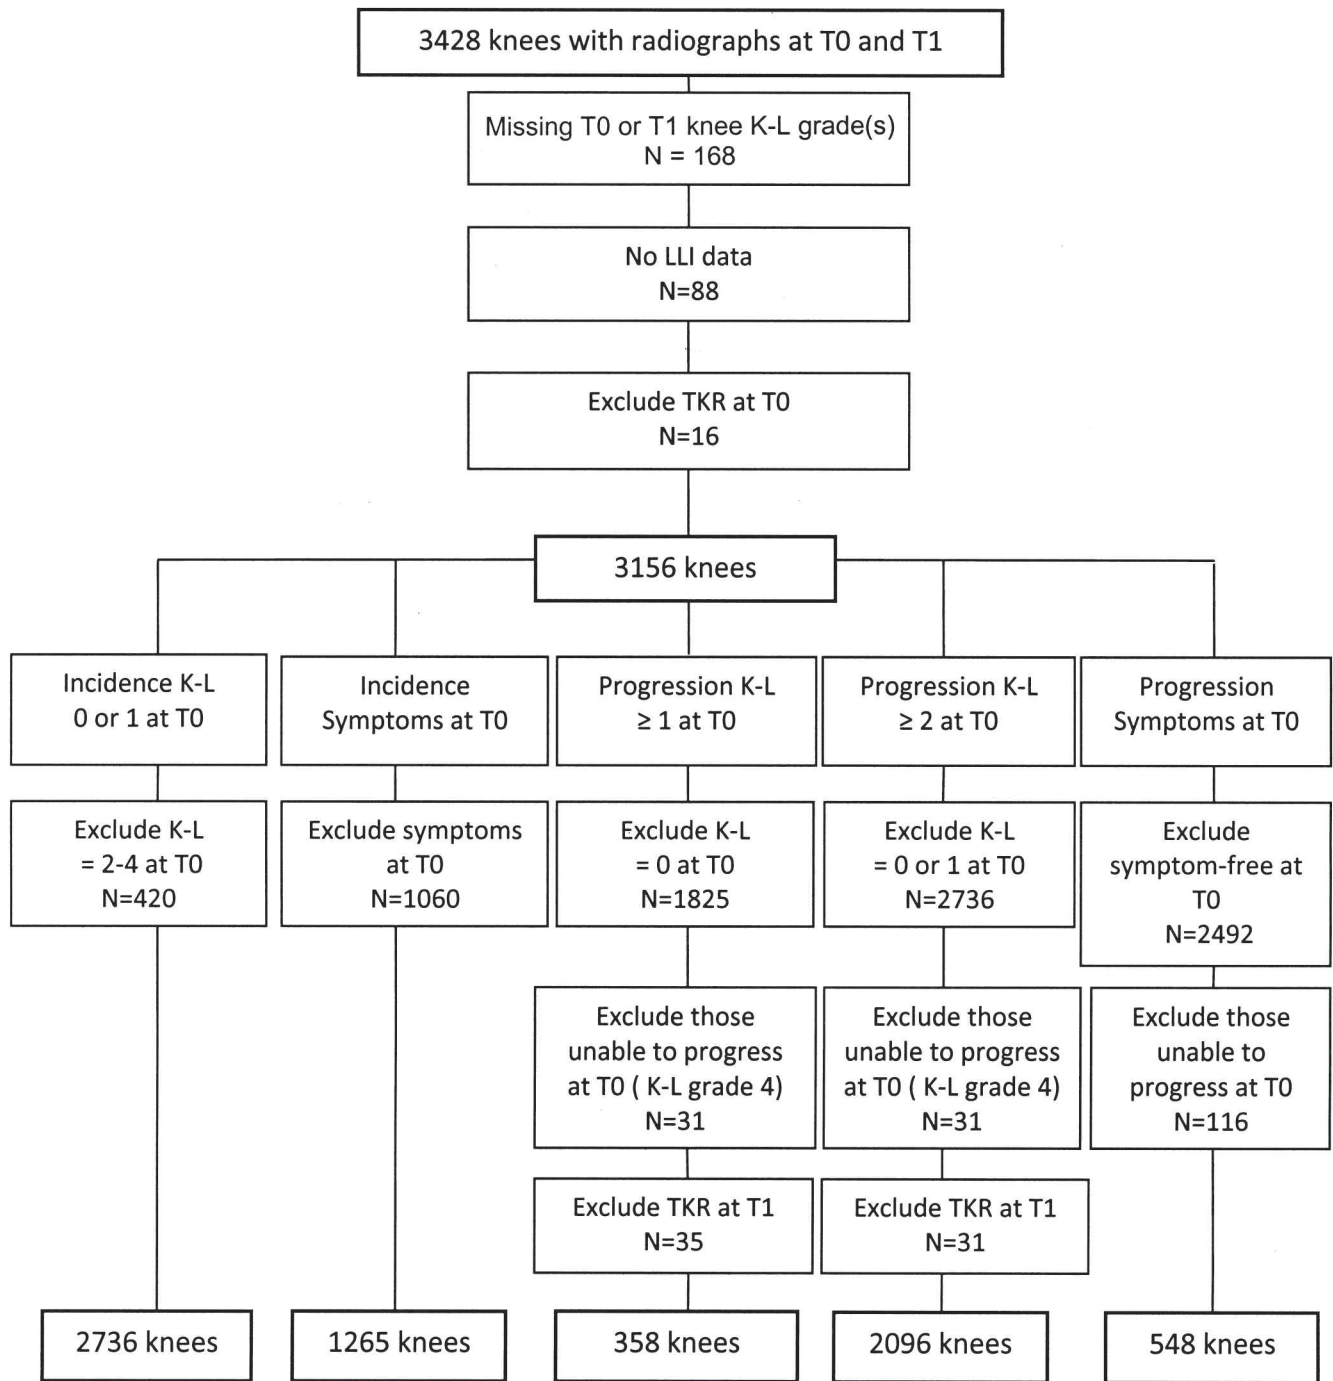 3428 knees with radiographs at T0 and T1
Missing T0 or T1 knee K-L grade(s)
N = 168
No LLI data
N=88
Exclude TKR at T0
N=16
3156 knees
Incidence K-L
0 or 1 at T0
Incidence
Symptoms at T0
Progression K-L
≥ 1 at T0
Progression K-L
≥ 2 at T0
Progression
Symptoms at T0
Exclude K-L
= 2-4 at T0
N=420
Exclude symptoms
at T0
N=1060
Exclude K-L
= 0 at T0
N=1825
Exclude K-L
= 0 or 1 at T0
N=2736
Exclude
symptom-free at
T0
N=2492
Exclude those
unable to progress
at T0 ( K-L grade 4)
N=31
Exclude those
unable to progress
at T0 ( K-L grade 4)
N=31
Exclude those
unable to
progress at T0
N=116
Exclude TKR at T1
N=35
Exclude TKR at T1
N=31
2736 knees
1265 knees
358 knees
2096 knees
548 knees